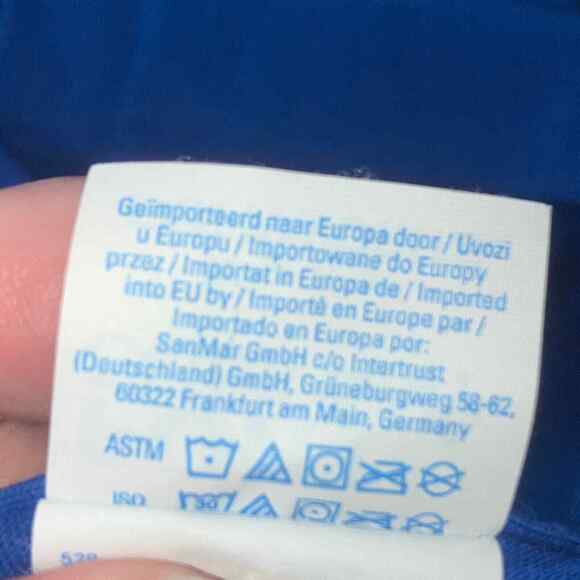 Geïmporteerd naar Europa door / Uvozi
u Europu / Importowane do Europy
przez / Importat in Europa de / Imported
into EU by / Importé en Europe par /
Importado en Europa por:
SanMar GmbH c/o Intertrust
(Deutschland) GmbH, Grüneburgweg 58-62,
60322 Frankfurt am Main, Germany
ASTM
ISO